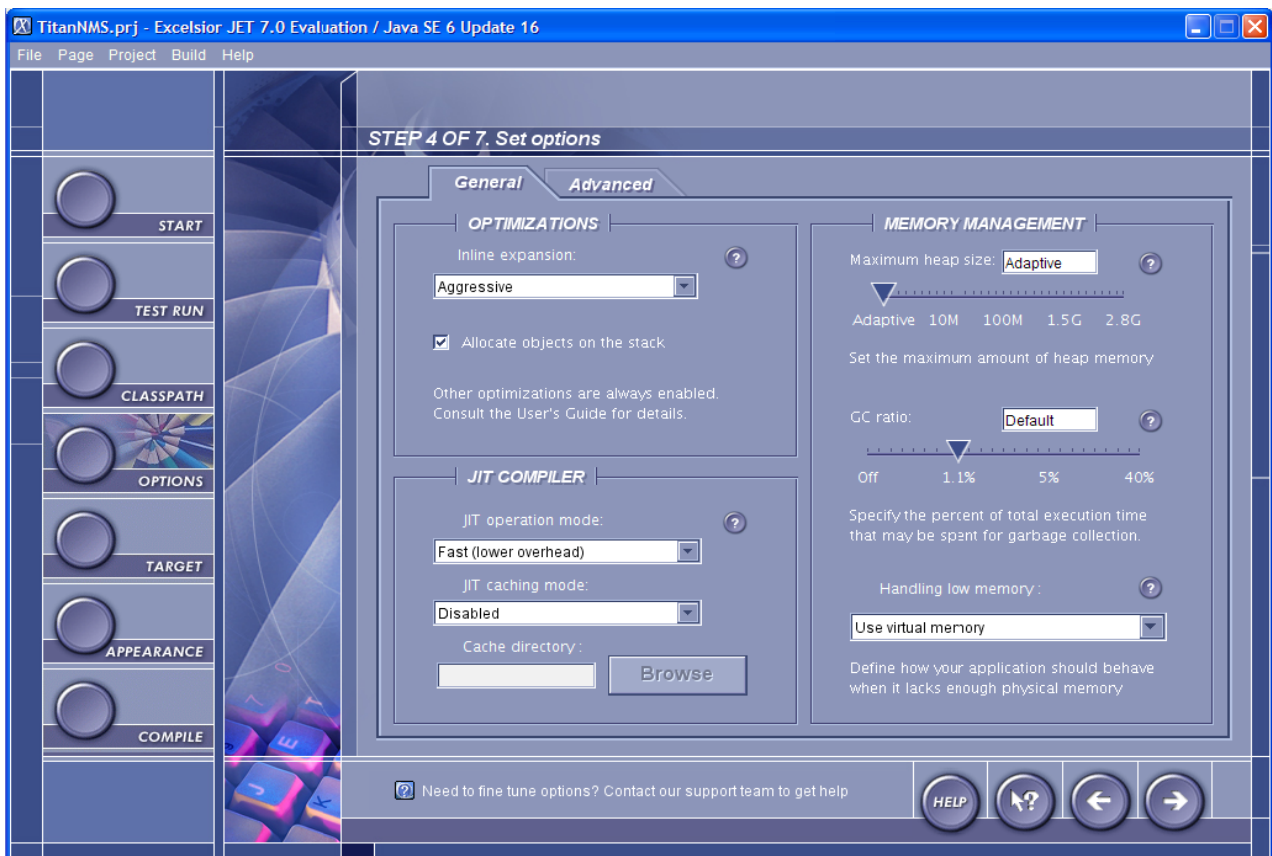 TitanNMS.prj - Excelsior JET 7.0 Evaluation / Java SE 6 Update 16
File Page Project Build Help
STEP 4 OF 7. Set options
START
TEST RUN
CLASSPATH
OPTIONS
TARGET
APPEARANCE
COMPILE
General Advanced
OPTIMIZATIONS
Inline expansion:
?
Aggressive
Allocate objects on the stack
Other optimizations are always enabled.
Consult the User's Guide for details.
JIT COMPILER
JIT operation mode:
?
Fast (lower overhead)
JIT caching mode:
Disabled
Cache directory :
Browse
MEMORY MANAGEMENT
Maximum heap size: Adaptive ?
Adaptive 10M 100M 1.5G 2.8G
Set the maximum amount of heap memory
GC ratio: Default ?
Off 1.1% 5% 40%
Specify the percent of total execution time
that may be spent for garbage collection.
Handling low memory : ?
Use virtual memory
Define how your application should behave
when it lacks enough physical memory
? Need to fine tune options? Contact our support team to get help
HELP ?